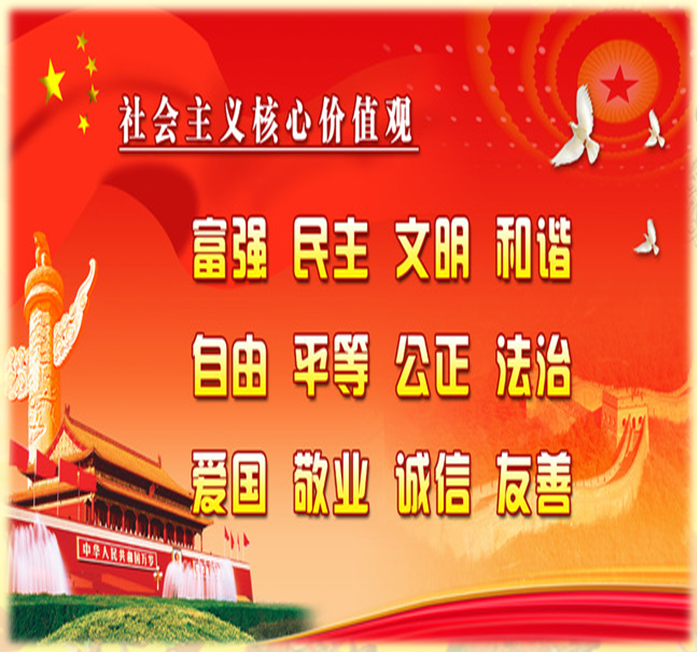 社会主义核心价值观
富强 民主 文明 和谐
自由 平等 公正 法治
爱国 敬业 诚信 友善
中华人民共和国万岁